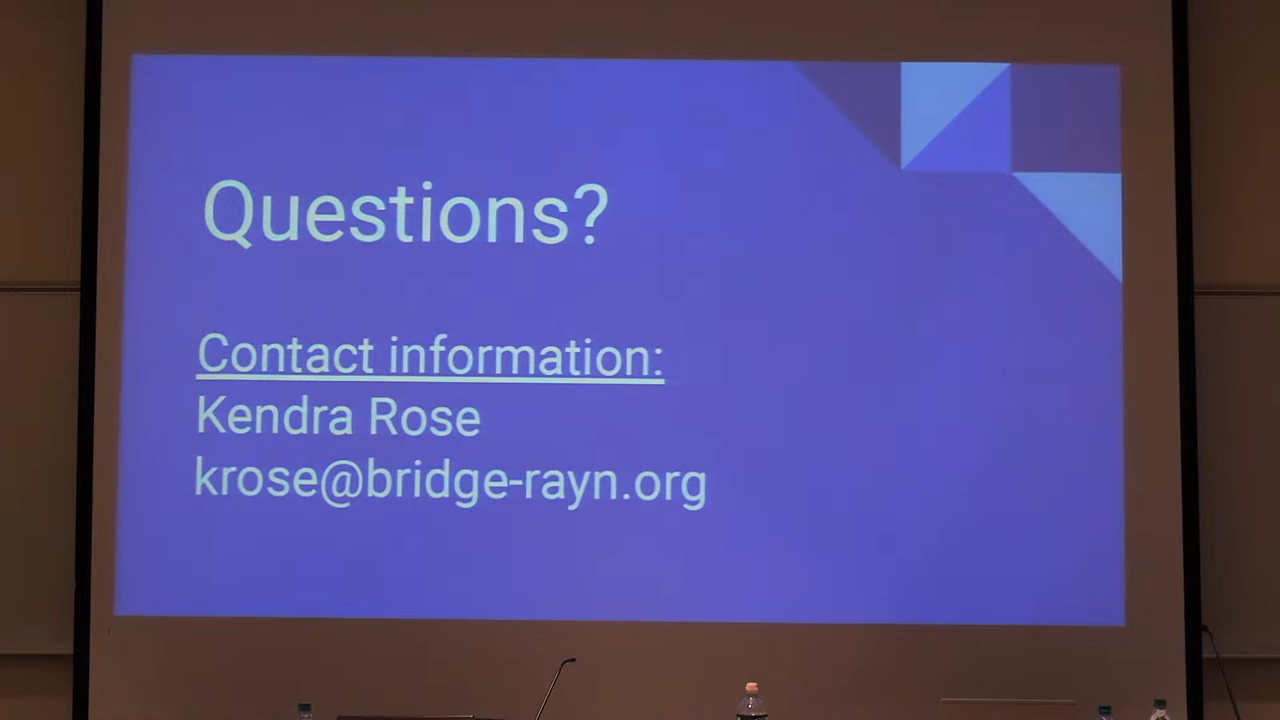 Questions?
Contact information:
Kendra Rose
krose@bridge-rayn.org